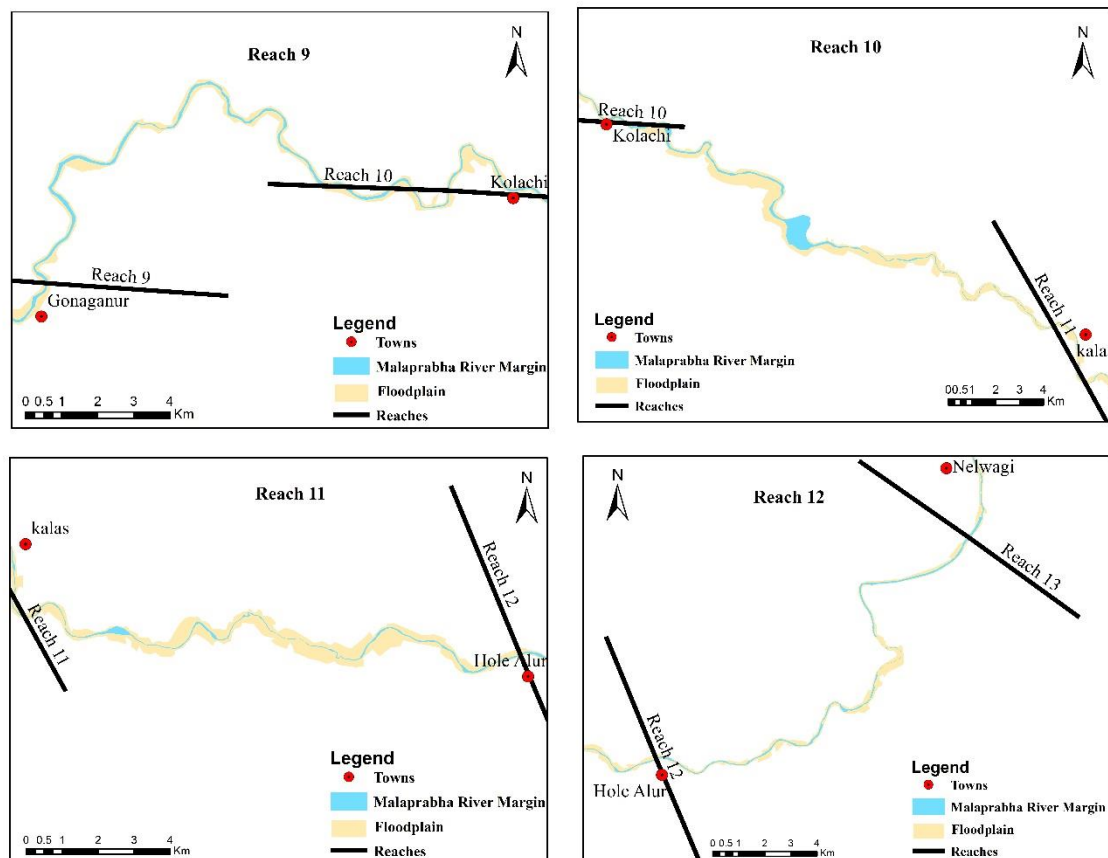 Reach 9
N
Reach 10
Kolachi
Reach 9
Gonaganur
Legend
Towns
Malaprabha River Margin
Floodplain
Reaches
0 0.5 1 2 3 4
Km
Reach 10
N
Reach 10
Kolachi
Reach 11
kala
Legend
Towns
Malaprabha River Margin
Floodplain
Reaches
00.51 2 3 4
Km
Reach 11
N
kalas
Reach 12
Reach 11
Hole Alur
Legend
Towns
Malaprabha River Margin
Floodplain
Reaches
0 0.5 1 2 3 4
Km
N
Nelwagi
Reach 12
Reach 13
Reach 12
Hole Alur
Legend
Towns
Malaprabha River Margin
Floodplain
Reaches
0 0.5 1 2 3 4
Km